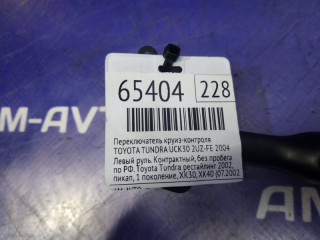 65404 228
Переключатель круиз-контроля
TOYOTA TUNDRA UCK30 2UZ-FE 2004
Левый руль. Контрактный, без пробега
по РФ. Toyota Tundra рестайлинг 2002,
пикап, 1 поколение, XK30, XK40 (07.2002
M-AVT
AM-AV